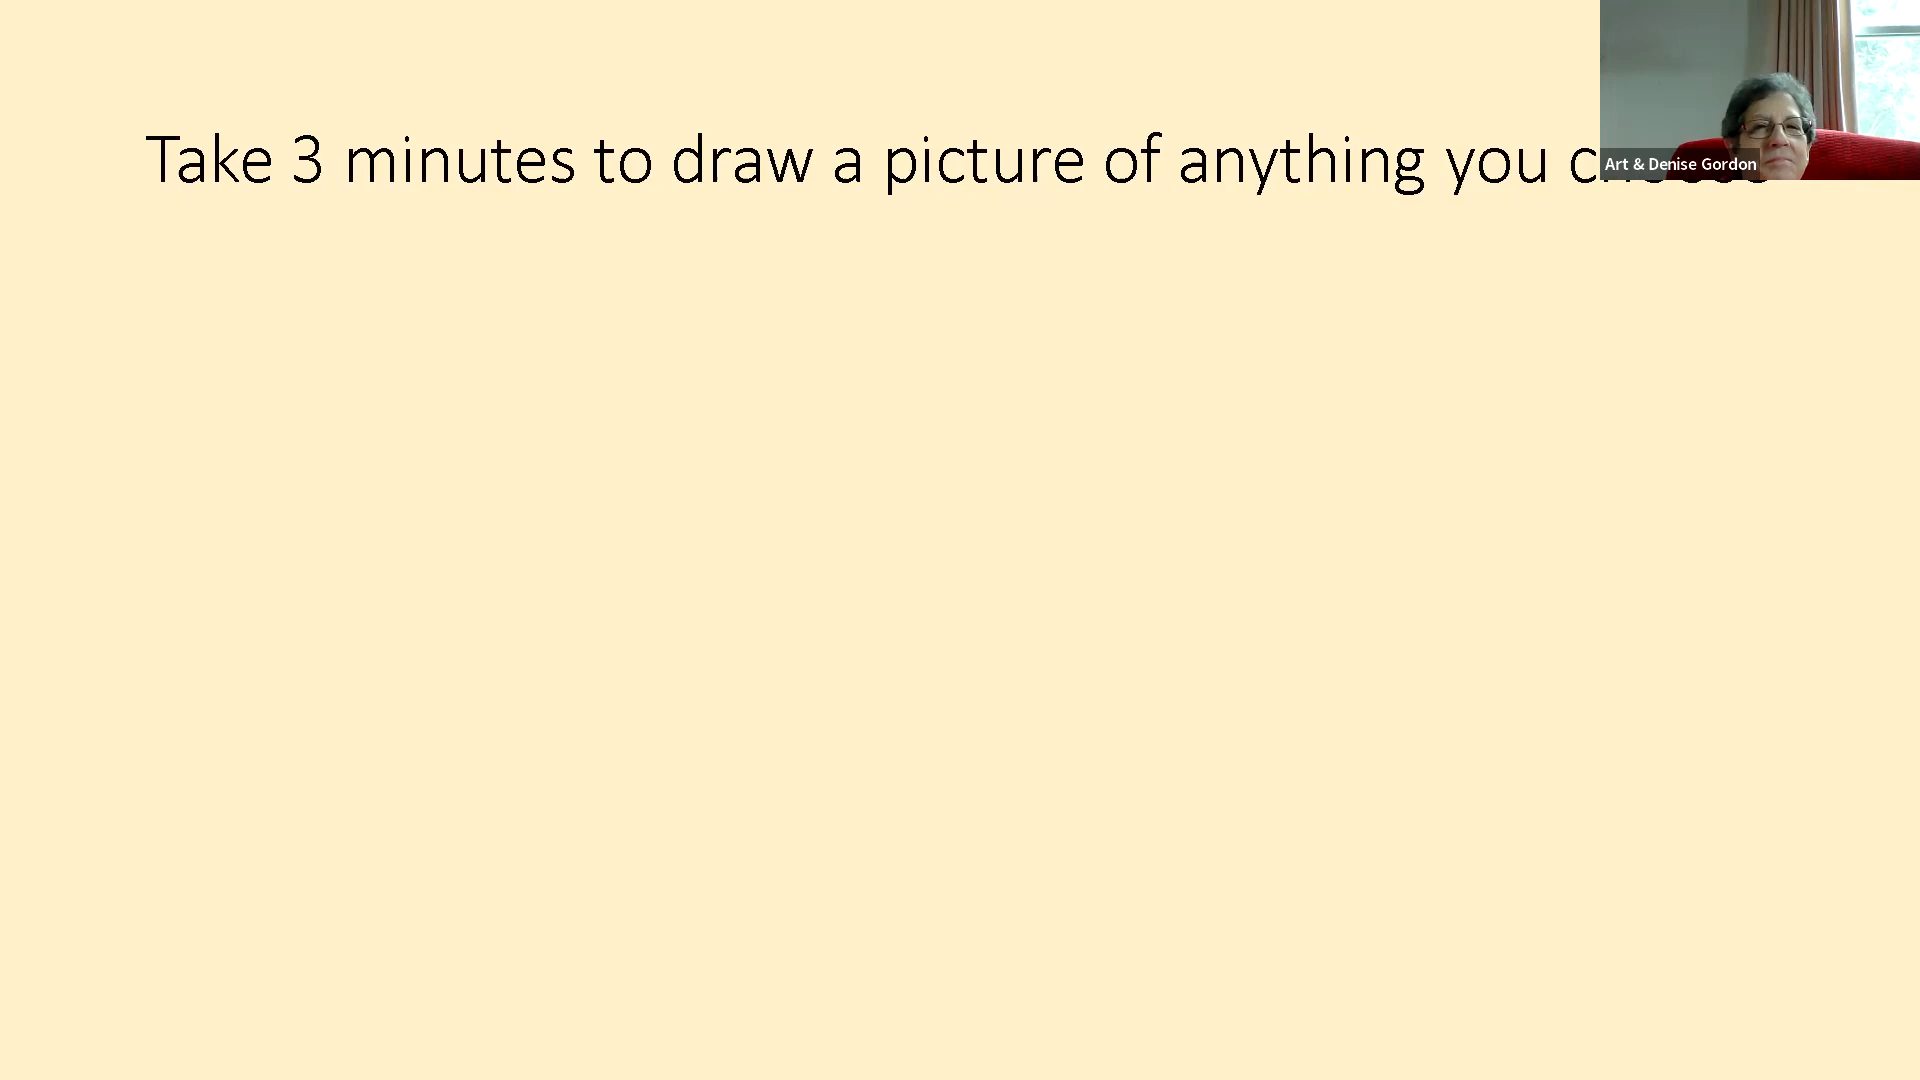 Take 3 minutes to draw a picture of anything you
Art & Denise Gordon